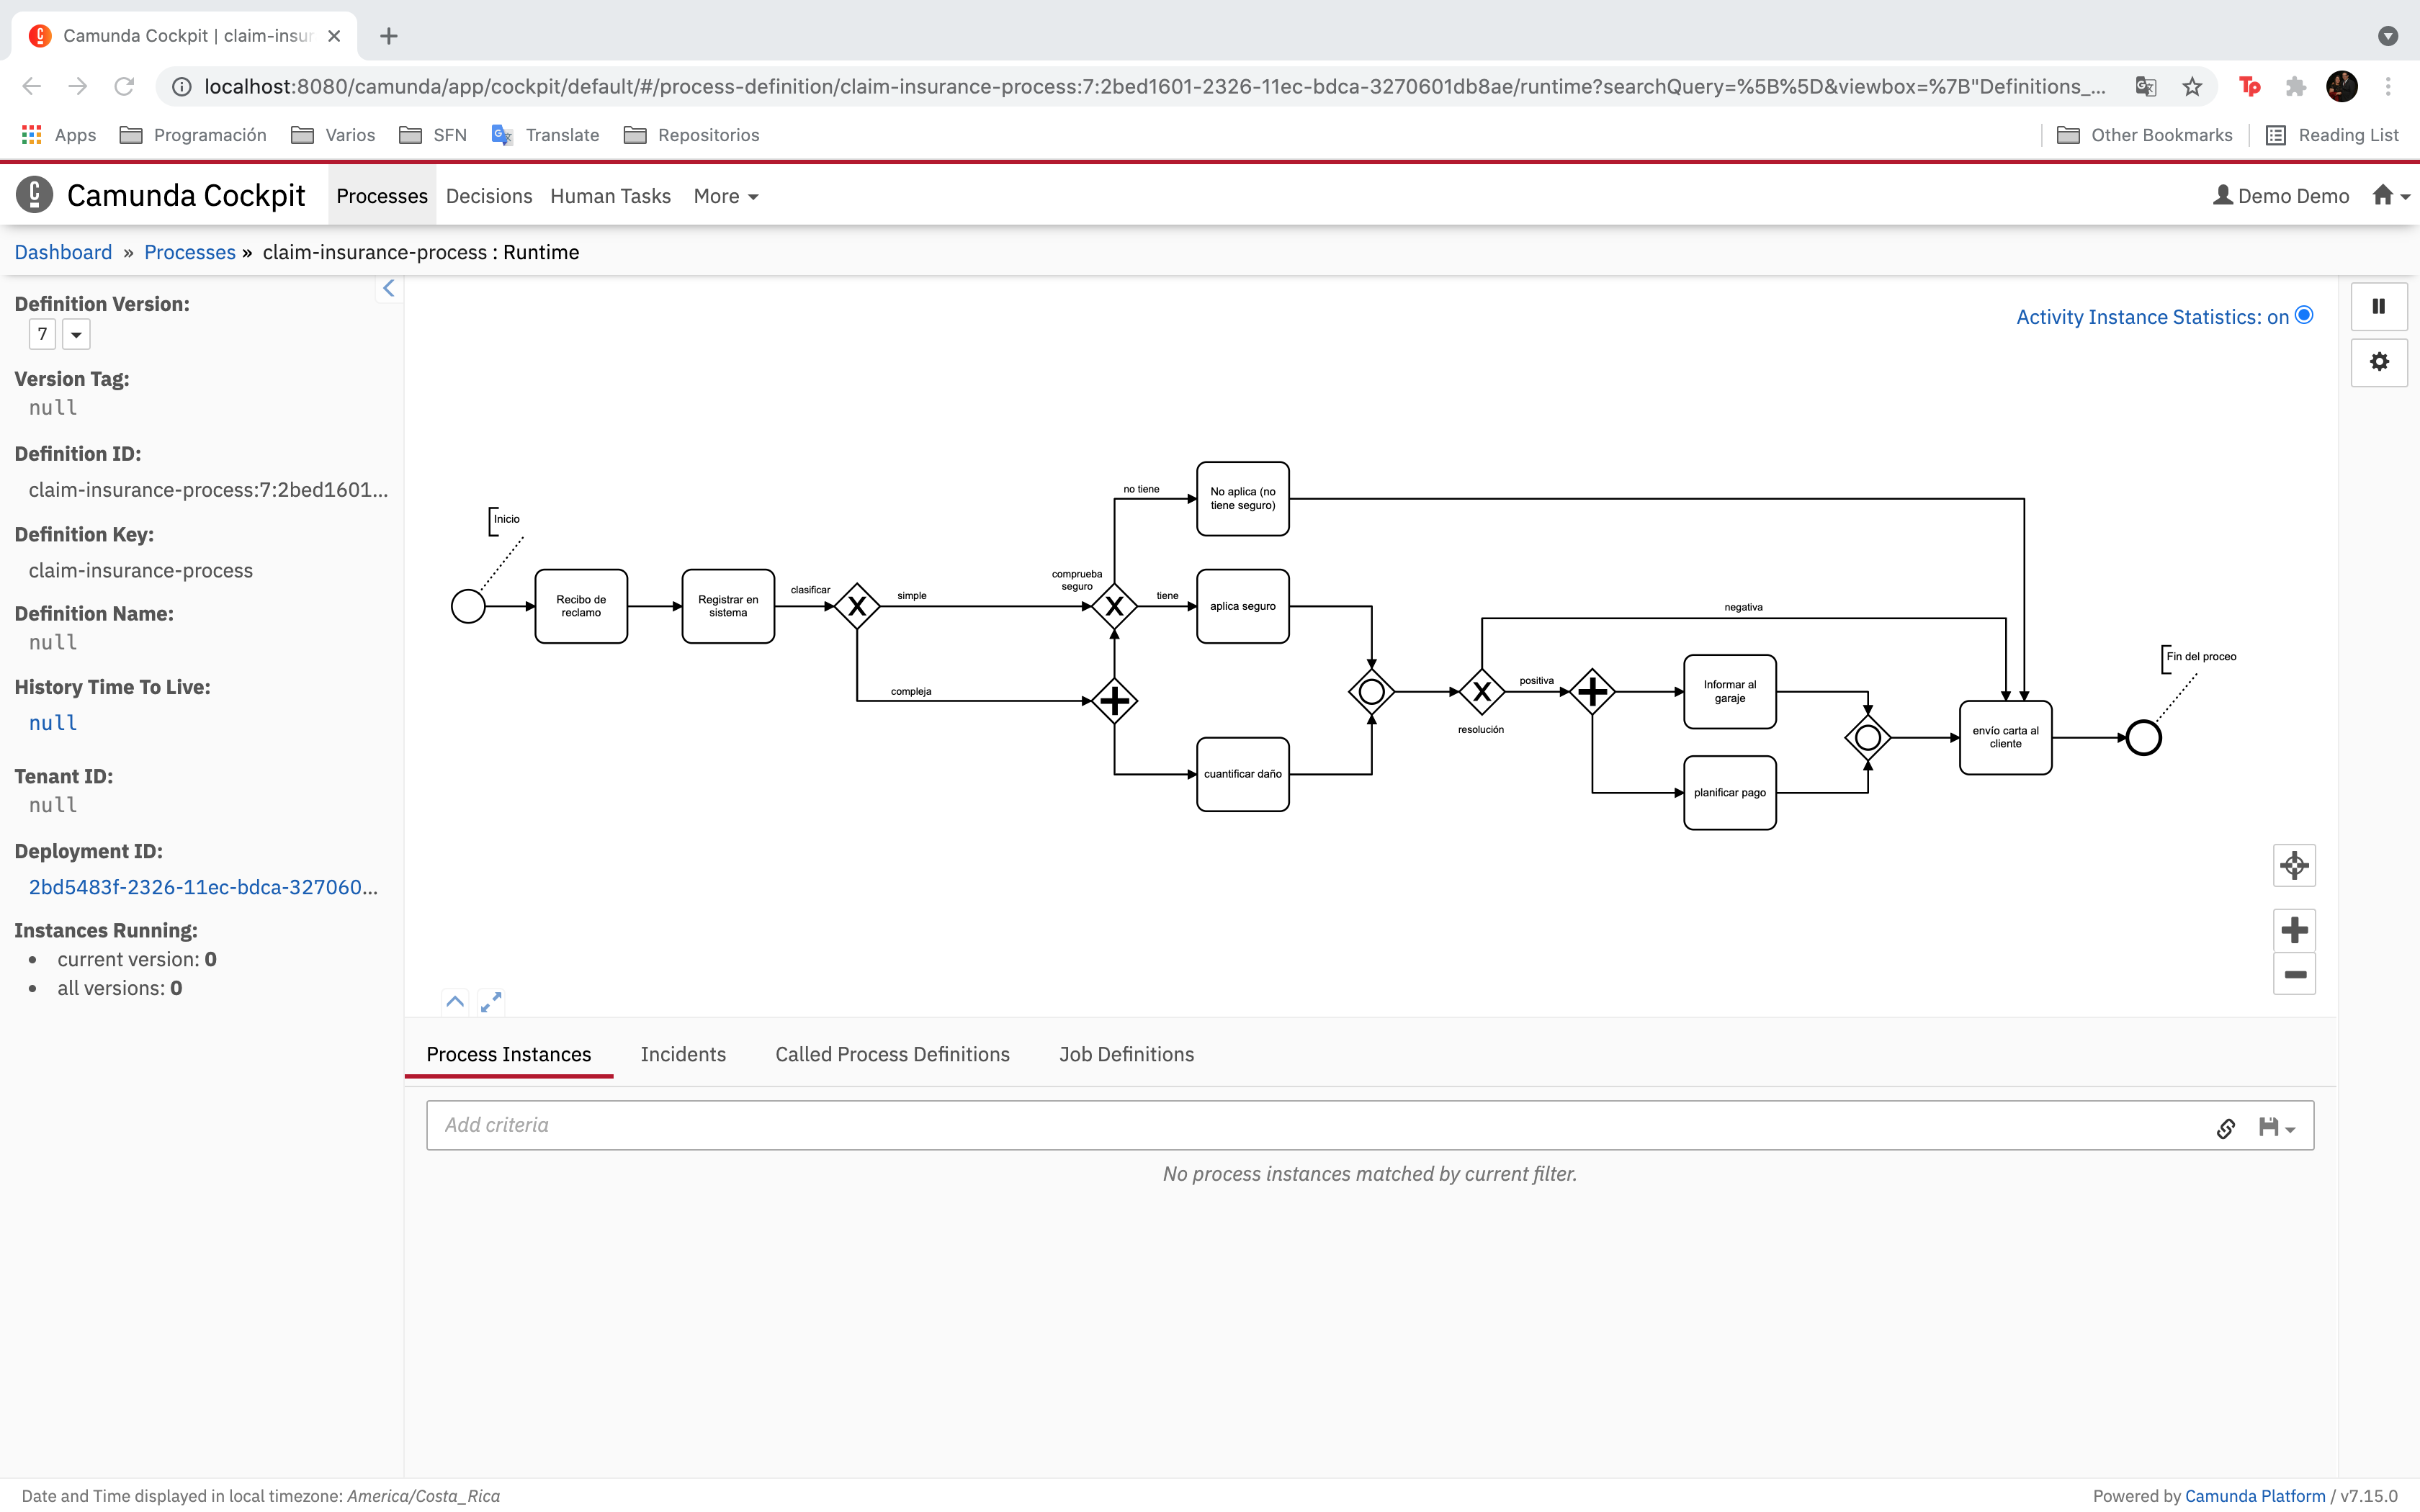 Camunda Cockpit | claim-insur
localhost:8080/camunda/app/cockpit/default/#/process-definition/claim-insurance-process:7:2bed1601-2326-11ec-bdca-3270601db8ae/runtime?searchQuery=%5B%5D&viewbox=%7B"Definitions_...
Tp
Apps Programación Varios SFN Translate Repositorios Other Bookmarks Reading List
Camunda Cockpit Processes Decisions Human Tasks More Demo Demo
Dashboard » Processes » claim-insurance-process : Runtime
Definition Version:
7
Version Tag:
null
Definition ID:
claim-insurance-process:7:2bed1601...
Definition Key:
claim-insurance-process
Definition Name:
null
History Time To Live:
null
Tenant ID:
null
Deployment ID:
2bd5483f-2326-11ec-bdca-327060...
Instances Running:
• current version: 0
• all versions: 0
Activity Instance Statistics: on
Inicio
Recibo de
reclamo
Registrar en
sistema
clasificar
simple
compleja
comprueba
seguro
no tiene
No aplica (no
tiene seguro)
tiene
aplica seguro
cuantificar daño
resolución
negativa
positiva
Informar al
garaje
planificar pago
envío carta al
cliente
Fin del proceo
Process Instances Incidents Called Process Definitions Job Definitions
Add criteria
No process instances matched by current filter.
Date and Time displayed in local timezone: America/Costa_Rica
Powered by Camunda Platform / v7.15.0